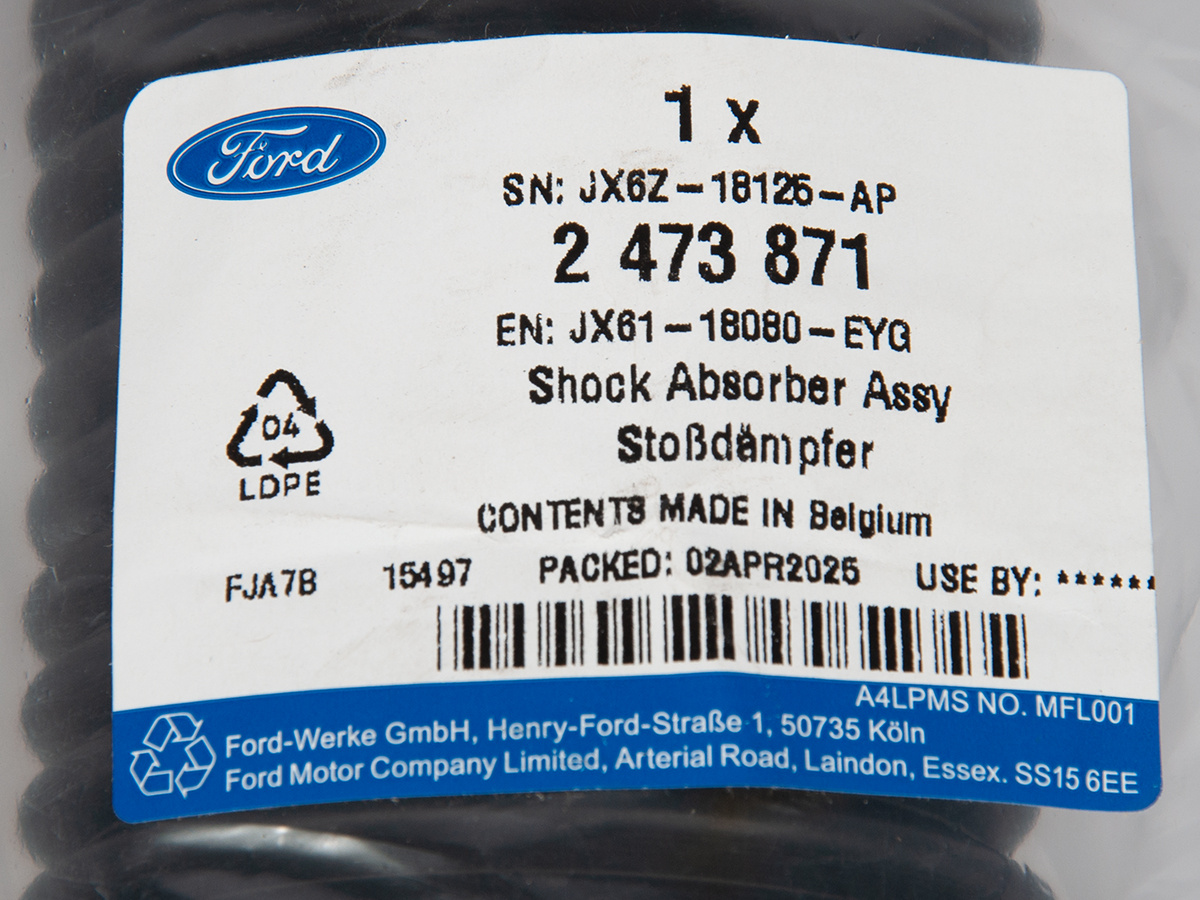 Ford
1 x
SN: JX6Z-18125-AP
2 473 871
EN: JX61-18080-EYG
Shock Absorber Assy
Stoßdämpfer
04
LDPE
CONTENTS MADE IN Belgium
FJA7B 15497 PACKED: 02APR2025 USE BY: ******
A4LPMS NO. MFL001
Ford-Werke GmbH, Henry-Ford-Straße 1, 50735 Köln
Ford Motor Company Limited, Arterial Road, Laindon, Essex. SS15 6EE